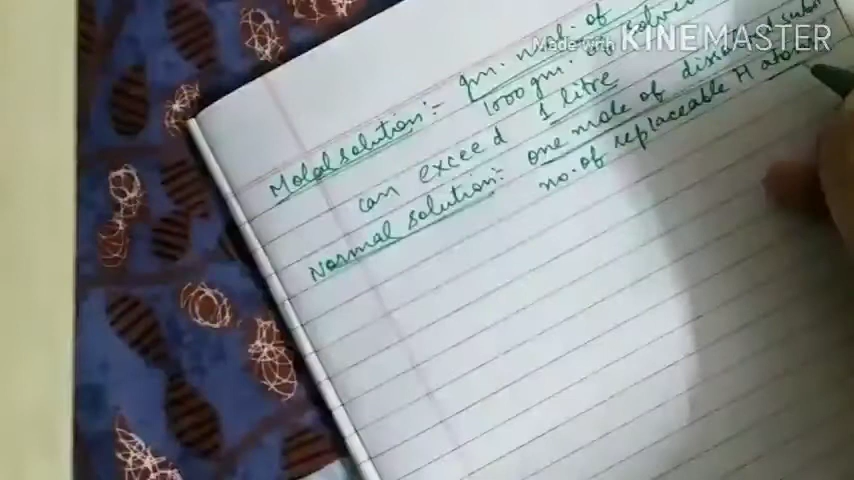 Made with KINEMASTER
Molal solution :- gm. mol. of
1000 gm. of
can exceed 1 litre
Normal solution:- one mole of
no. of replaceable H